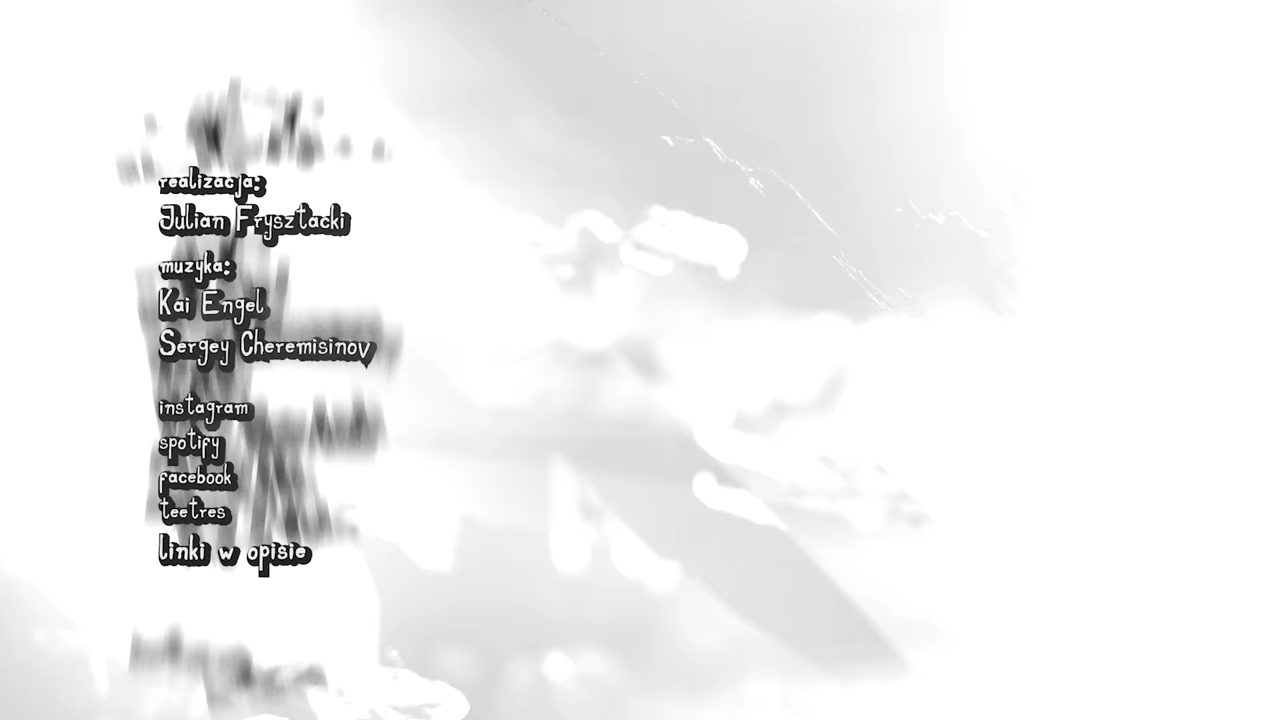 realizacja:
Julian Frysztacki
muzyka:
Kai Engel
Sergey Cheremisinov
instagram
spotify
facebook
teetres
linki w opisie